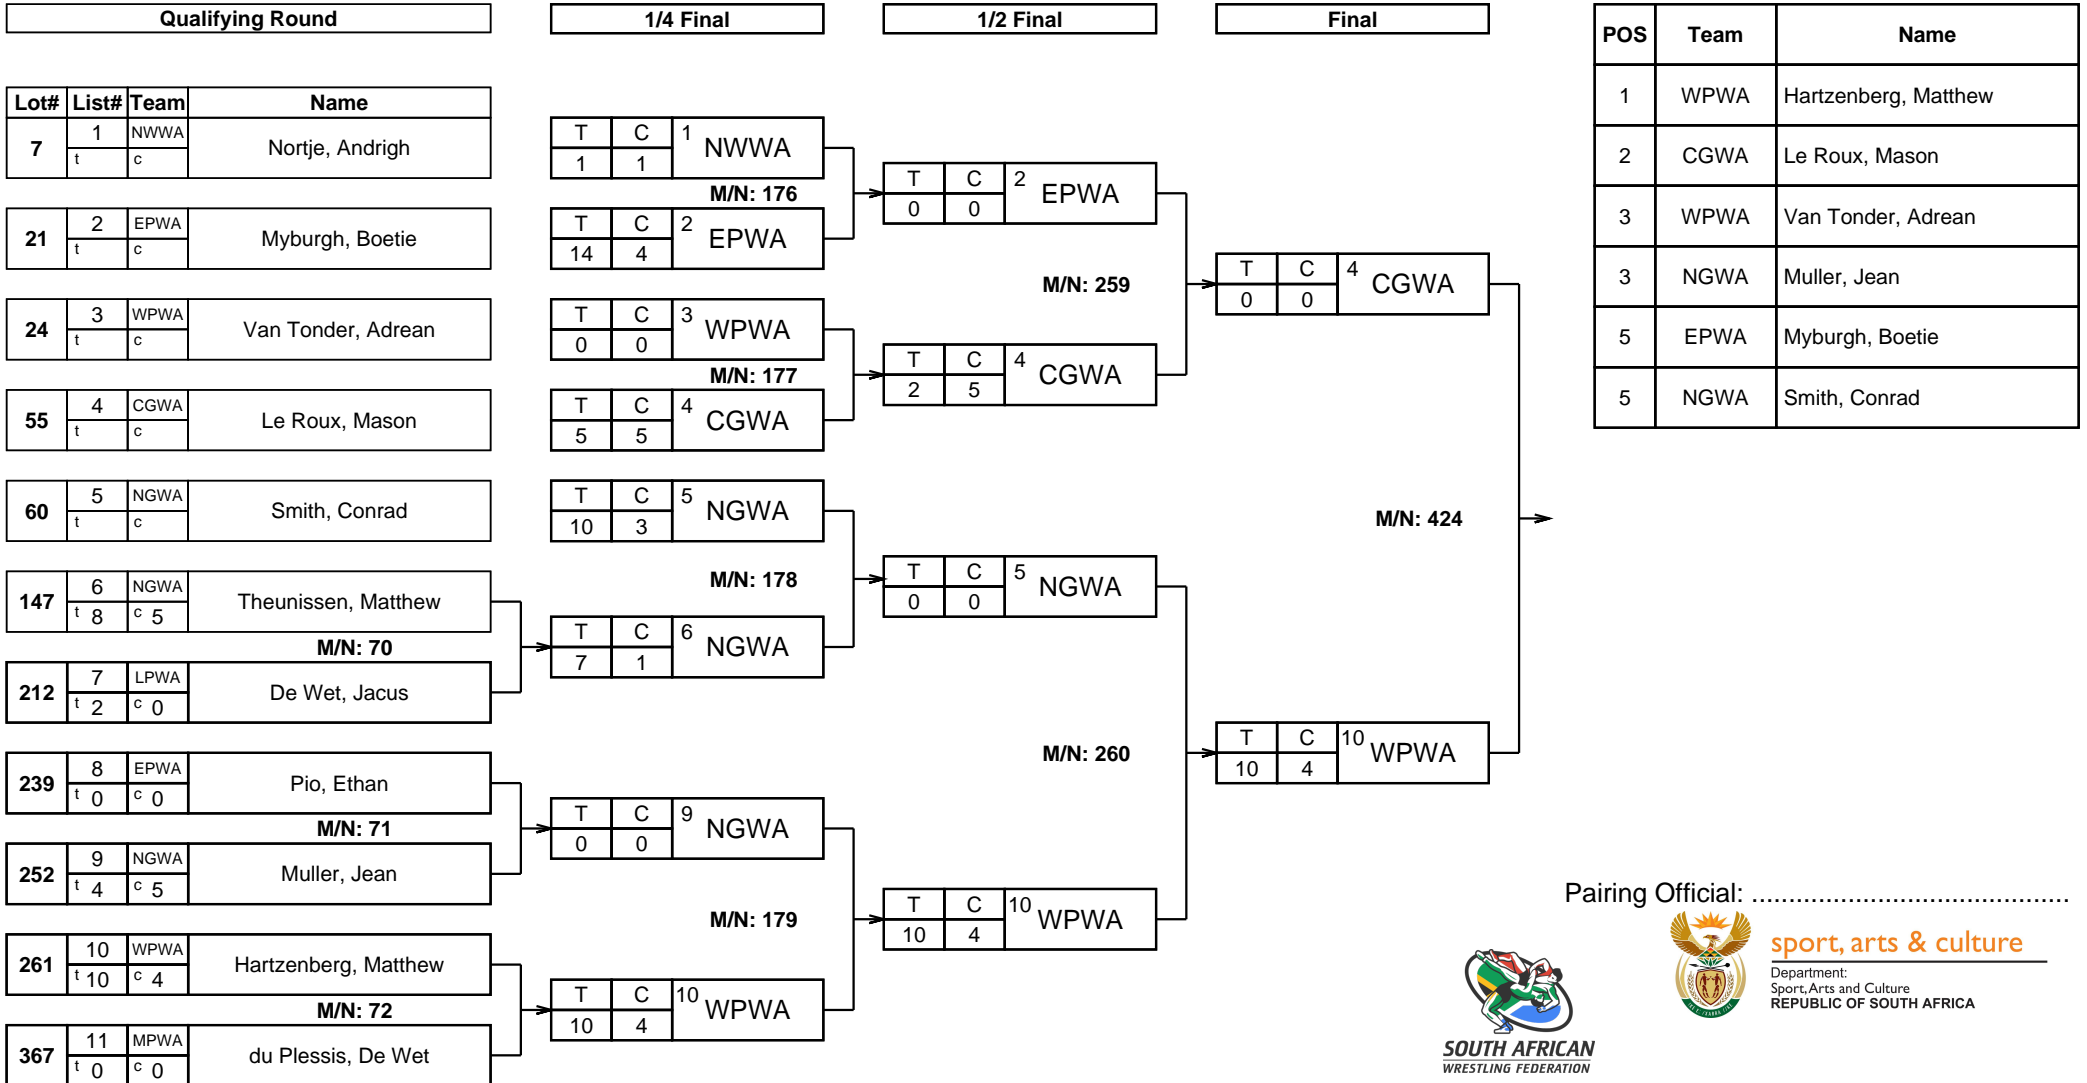 Qualifying Round 1/4 Final 1/2 Final Final
Lot# List# Team Name
7 1 NWWA Nortje, Andrigh
t c
21 2 EPWA Myburgh, Boetie
t c
24 3 WPWA Van Tonder, Adrean
t c
55 4 CGWA Le Roux, Mason
t c
60 5 NGWA Smith, Conrad
t c
147 6 NGWA Theunissen, Matthew
t 8 c 5
M/N: 70
212 7 LPWA De Wet, Jacus
t 2 c 0
239 8 EPWA Pio, Ethan
t 0 c 0
M/N: 71
252 9 NGWA Muller, Jean
t 4 c 5
261 10 WPWA Hartzenberg, Matthew
t 10 c 4
M/N: 72
367 11 MPWA du Plessis, De Wet
t 0 c 0
T C 1 NWWA
1 1
M/N: 176
T C 2 EPWA
14 4
T C 3 WPWA
0 0
M/N: 177
T C 4 CGWA
5 5
T C 5 NGWA
10 3
M/N: 178
T C 6 NGWA
7 1
T C 9 NGWA
0 0
M/N: 179
T C 10 WPWA
10 4
T C 2 EPWA
0 0
M/N: 259
T C 4 CGWA
2 5
T C 5 NGWA
0 0
M/N: 260
T C 10 WPWA
10 4
T C 4 CGWA
0 0
M/N: 424
T C 10 WPWA
10 4
POS Team Name
1 WPWA Hartzenberg, Matthew
2 CGWA Le Roux, Mason
3 WPWA Van Tonder, Adrean
3 NGWA Muller, Jean
5 EPWA Myburgh, Boetie
5 NGWA Smith, Conrad
Pairing Official: ...........................................
SOUTH AFRICAN
WRESTLING FEDERATION
sport, arts & culture
Department:
Sport, Arts and Culture
REPUBLIC OF SOUTH AFRICA